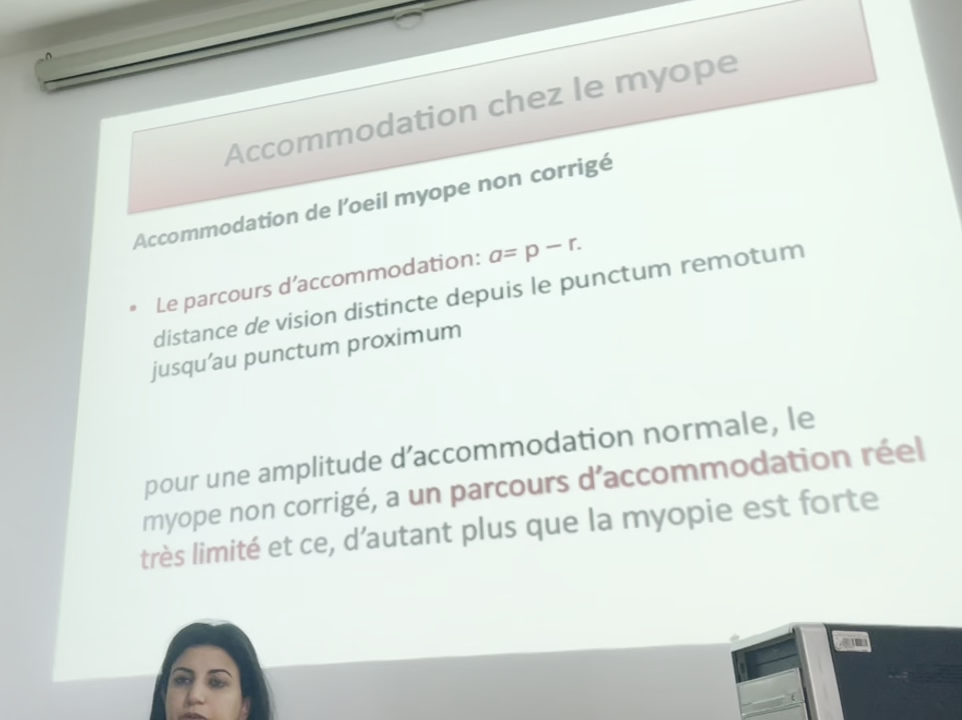 Accommodation chez le myope
Accommodation de l'oeil myope non corrigé
• Le parcours d'accommodation: a= p – r.
distance de vision distincte depuis le punctum remotum
jusqu'au punctum proximum
pour une amplitude d'accommodation normale, le
myope non corrigé, a un parcours d'accommodation réel
très limité et ce, d'autant plus que la myopie est forte